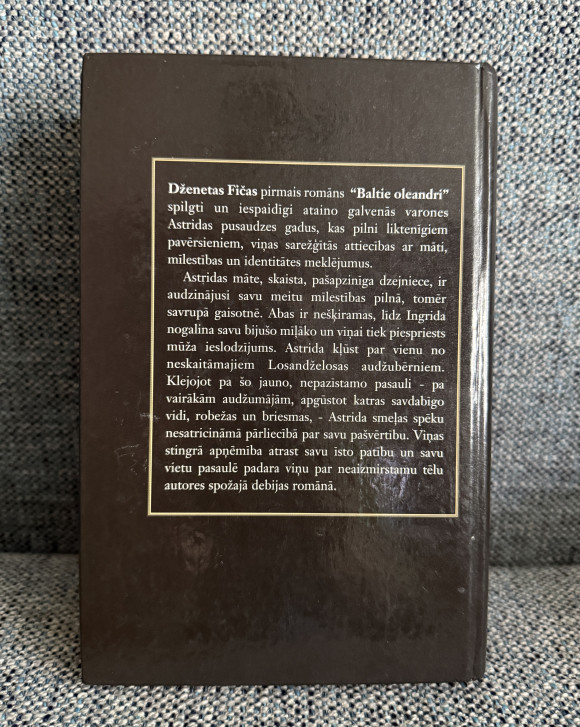 Dženetas Fičas pirmais romāns "Baltie oleandri"
spilgti un iespaidīgi ataino galvenās varones
Astridas pusaudzes gadus, kas pilni liktenīgiem
pavērsieniem, viņas sarežģītās attiecības ar māti,
mīlestības un identitātes meklējumus.
Astridas māte, skaista, pašapzinīga dzejniece, ir
audzinājusi savu meitu mīlestības pilnā, tomēr
savrupā gaisotnē. Abas ir nešķiramas, līdz Ingrida
nogalina savu bijušo mīļāko un viņai tiek piespriests
mūža ieslodzījums. Astrida kļūst par vienu no
neskaitāmajiem Losandželosas audžubērniem.
Klejojot pa šo jauno, nepazīstamo pasauli - pa
vairākām audžumājām, apgūstot katras savdabīgo
vidi, robežas un briesmas, - Astrida smeļas spēku
nesatricināmā pārliecībā par savu pašvērtību. Viņas
stingrā apņēmība atrast savu īsto patību un savu
vietu pasaulē padara viņu par neaizmirstamu tēlu
autores spožajā debijas romānā.